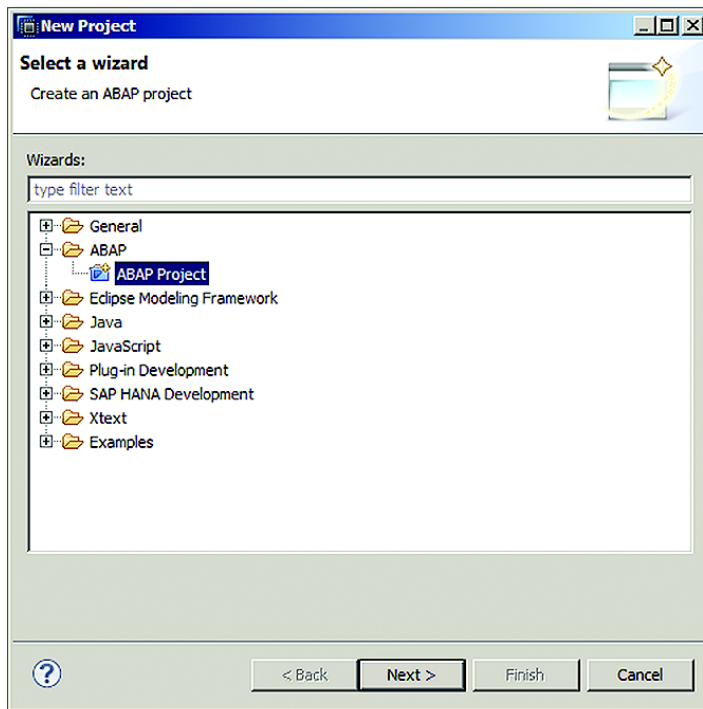 New Project
Select a wizard
Create an ABAP project
Wizards:
type filter text
General
ABAP
ABAP Project
Eclipse Modeling Framework
Java
JavaScript
Plug-in Development
SAP HANA Development
Xtext
Examples
? < Back Next > Finish Cancel